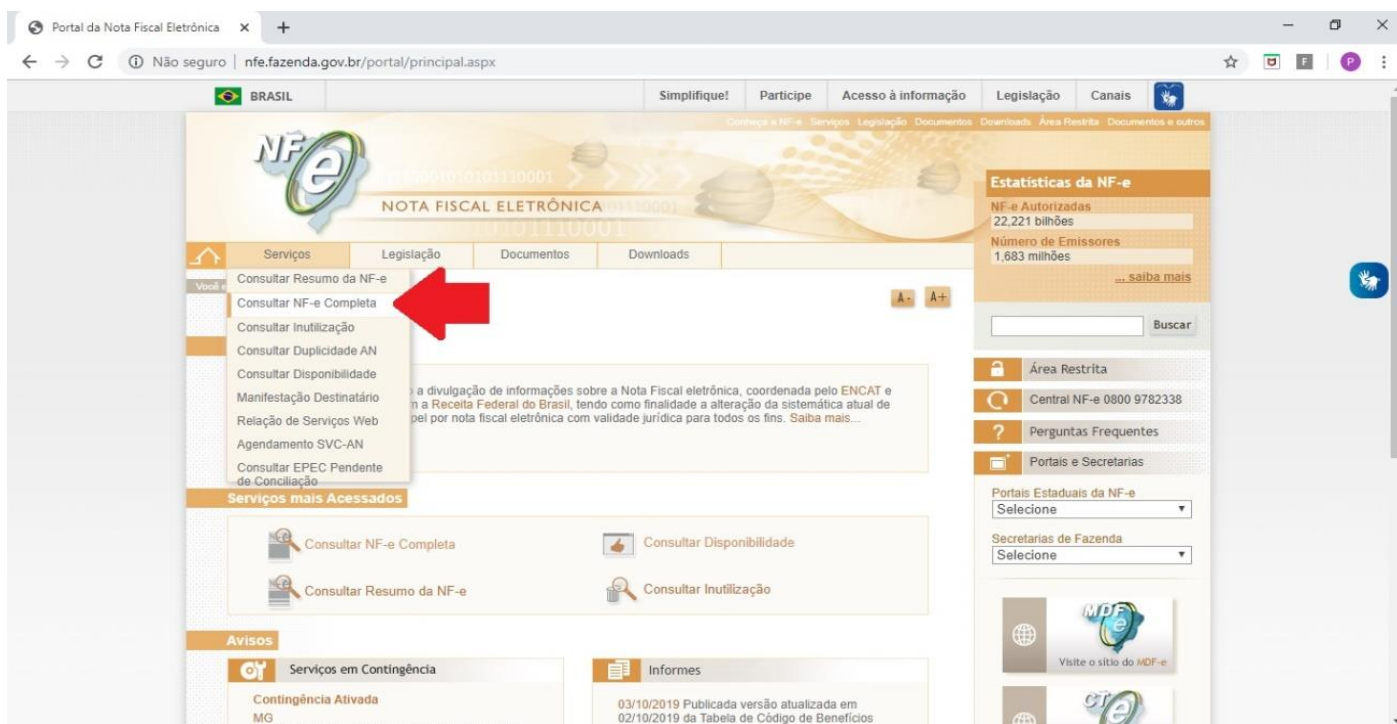 Portal da Nota Fiscal Eletrônica
Não seguro | nfe.fazenda.gov.br/portal/principal.aspx
P
BRASIL
Simplifique! Participe Acesso à informação Legislação Canais
Conheça a NF-e Serviços Legislação Documentos Downloads Área Restrita Documentos e outros
NF e
NOTA FISCAL ELETRÔNICA
Estatísticas da NF-e
NF-e Autorizadas
22,221 bilhões
Número de Emissores
1,683 milhões
... saiba mais
Serviços Legislação Documentos Downloads
Você e
Consultar Resumo da NF-e
Consultar NF-e Completa
Consultar Inutilização
Consultar Duplicidade AN
Consultar Disponibilidade
Manifestação Destinatário
Relação de Serviços Web
Agendamento SVC-AN
Consultar EPEC Pendente
de Conciliação
A- A+
Buscar
a divulgação de informações sobre a Nota Fiscal eletrônica, coordenada pelo ENCAT e
a Receita Federal do Brasil, tendo como finalidade a alteração da sistemática atual de
pel por nota fiscal eletrônica com validade jurídica para todos os fins. Saiba mais...
Área Restrita
Central NF-e 0800 9782338
Perguntas Frequentes
Portais e Secretarias
Portais Estaduais da NF-e
Selecione
Secretarias de Fazenda
Selecione
Serviços mais Acessados
Consultar NF-e Completa
Consultar Disponibilidade
Consultar Resumo da NF-e
Consultar Inutilização
MDF e
Visite o sítio do MDF-e
CT e
Avisos
Serviços em Contingência
Contingência Ativada
MG
Informes
03/10/2019 Publicada versão atualizada em
02/10/2019 da Tabela de Código de Benefícios